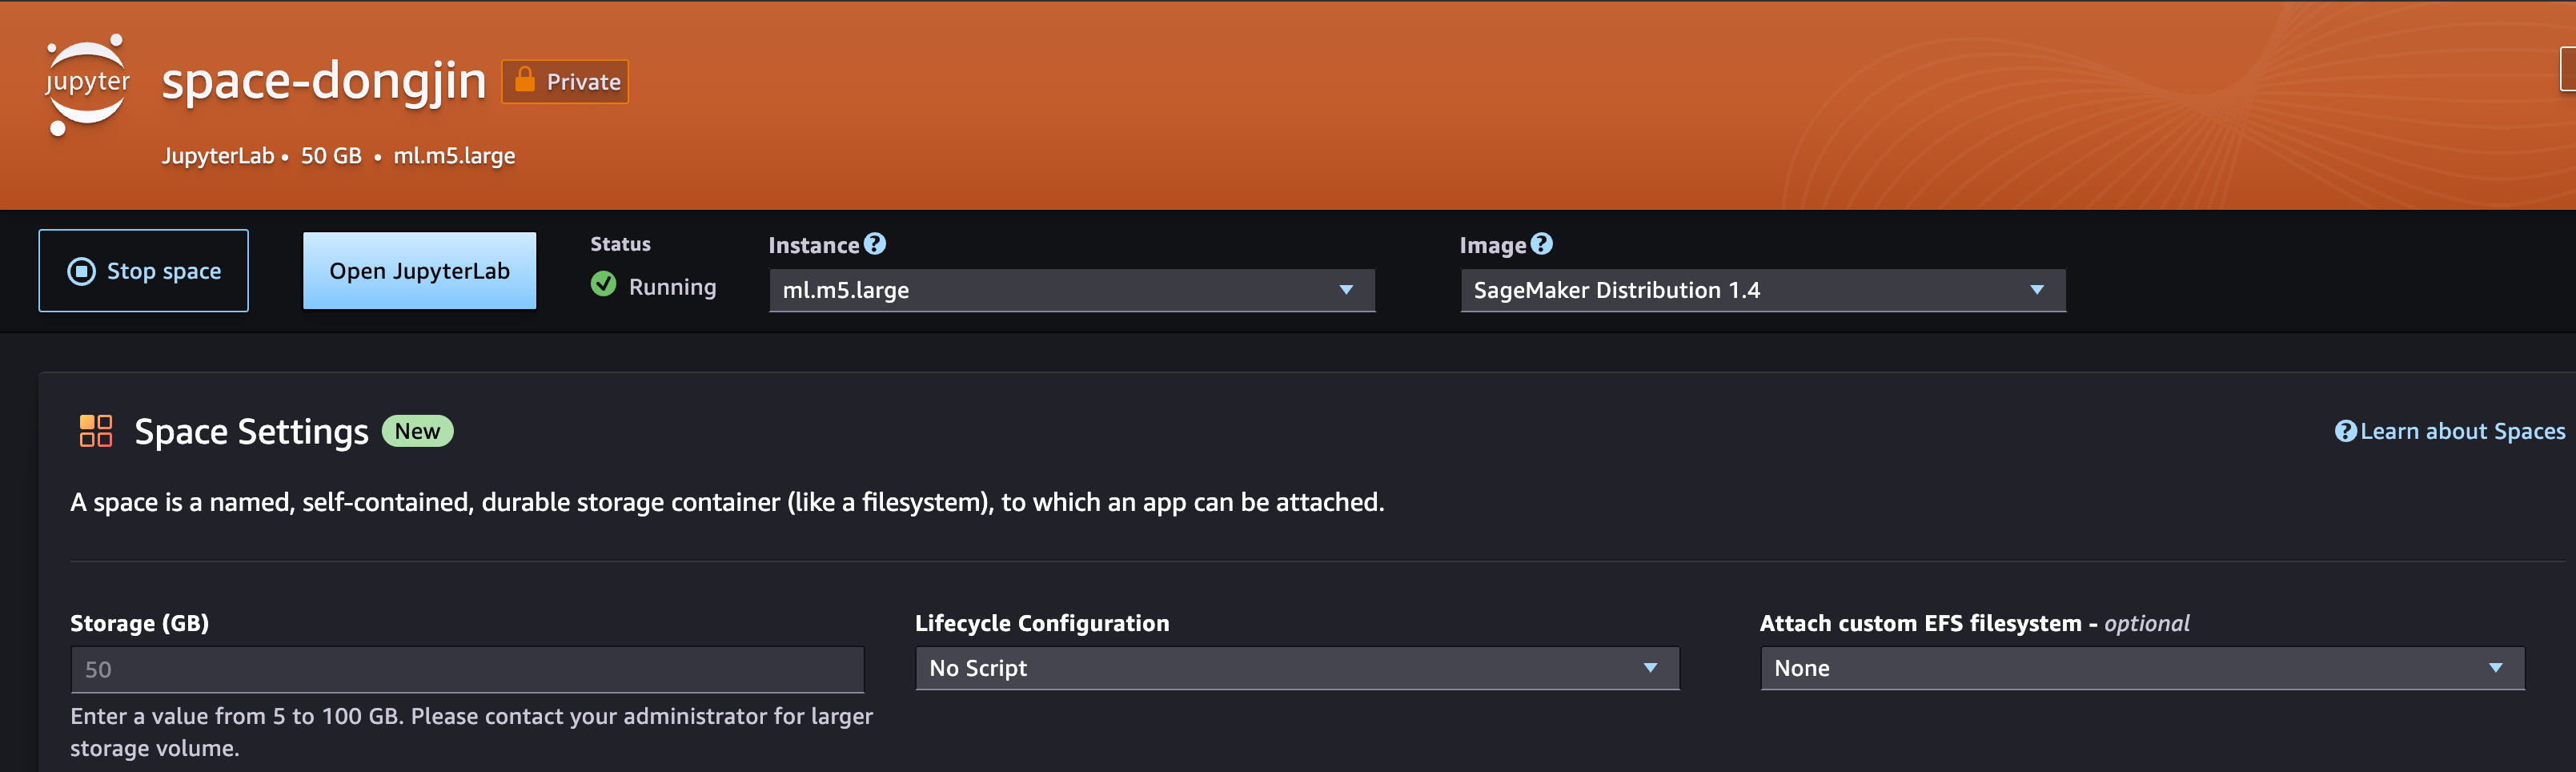 jupyter
space-dongjin
Private
JupyterLab • 50 GB • ml.m5.large
Stop space
Open JupyterLab
Status
Running
Instance
ml.m5.large
Image
SageMaker Distribution 1.4
Space Settings
New
Learn about Spaces
A space is a named, self-contained, durable storage container (like a filesystem), to which an app can be attached.
Storage (GB)
50
Enter a value from 5 to 100 GB. Please contact your administrator for larger
storage volume.
Lifecycle Configuration
No Script
Attach custom EFS filesystem - optional
None